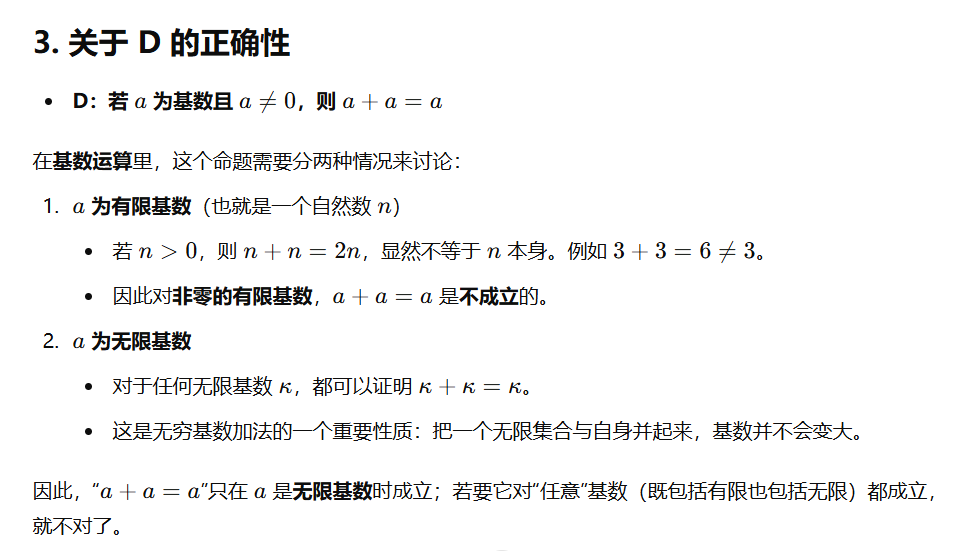 3. 关于 D 的正确性
• D：若 a 为基数且 a ≠ 0，则 a + a = a
在基数运算里，这个命题需要分两种情况来讨论：
1. a 为有限基数（也就是一个自然数 n）
• 若 n > 0，则 n + n = 2n，显然不等于 n 本身。例如 3 + 3 = 6 ≠ 3。
• 因此对非零的有限基数，a + a = a 是不成立的。
2. a 为无限基数
• 对于任何无限基数 κ，都可以证明 κ + κ = κ。
• 这是无穷基数加法的一个重要性质：把一个无限集合与自身并起来，基数并不会变大。
因此，“a + a = a”只在 a 是无限基数时成立；若要它对“任意”基数（既包括有限也包括无限）都成立，
就不对了。